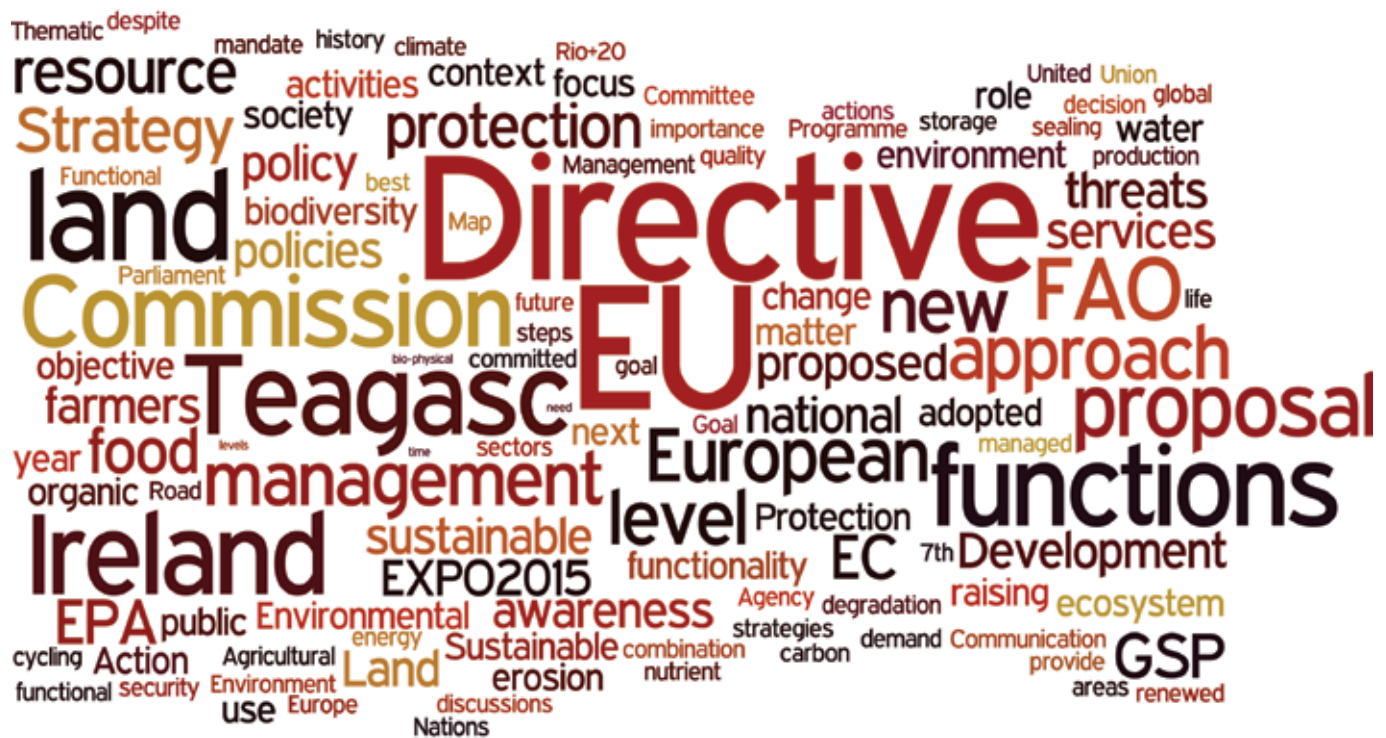 Thematic despite
mandate history climate Rio+20
resource activities context focus Committee United Union
Strategy society protection importance actions Programme storage role decision global
sealing water
Functional policy Management quality environment production
land best biodiversity Map Directive threats
services
policies
Parliament
Commission future EU change new FAO life
steps matter
objective bio-physical committed goal proposed approach
farmers Teagasc need national adopted proposal
Goal
year food levels time sectors next European managed functions
organic Road management
Ireland level Protection
sustainable EC 7th Development
EXPO2015 functionality
EPA public Environmental awareness Agency degradation raising ecosystem
energy strategies demand Communication
cycling Action Agricultural Land Sustainable combination carbon provide GSP
functional security Environment erosion nutrient areas renewed
use Europe discussions
Nations